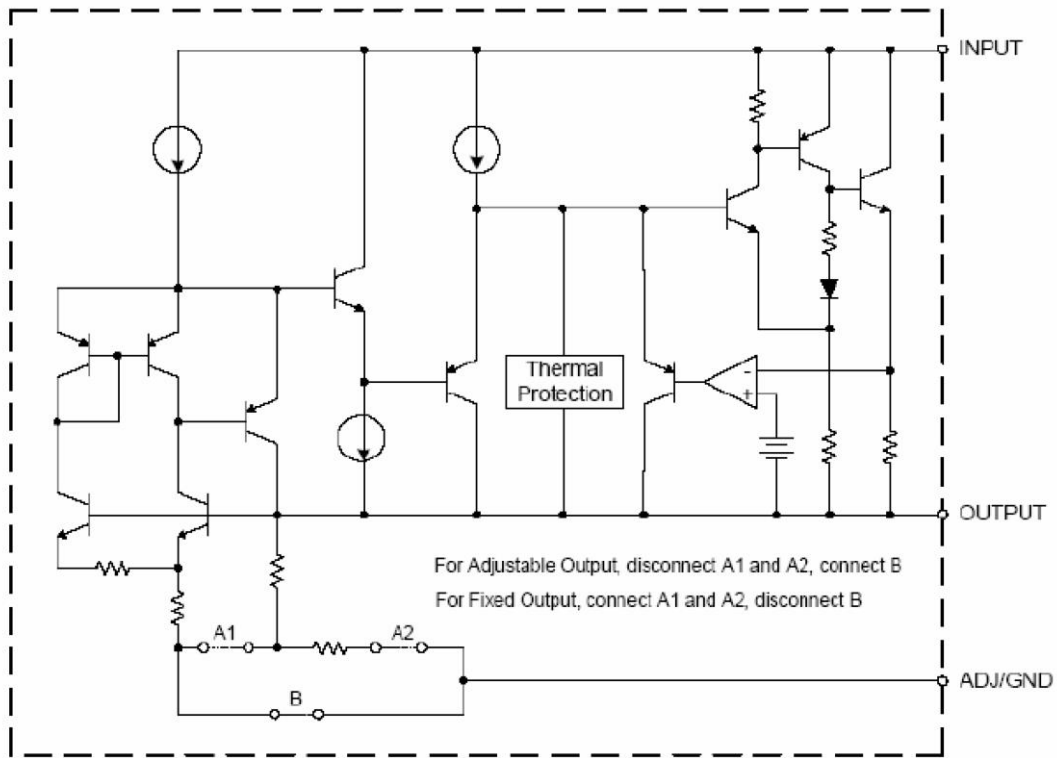 INPUT
Thermal
Protection
-
+
OUTPUT
For Adjustable Output, disconnect A1 and A2, connect B
For Fixed Output, connect A1 and A2, disconnect B
A1
A2
ADJ/GND
B